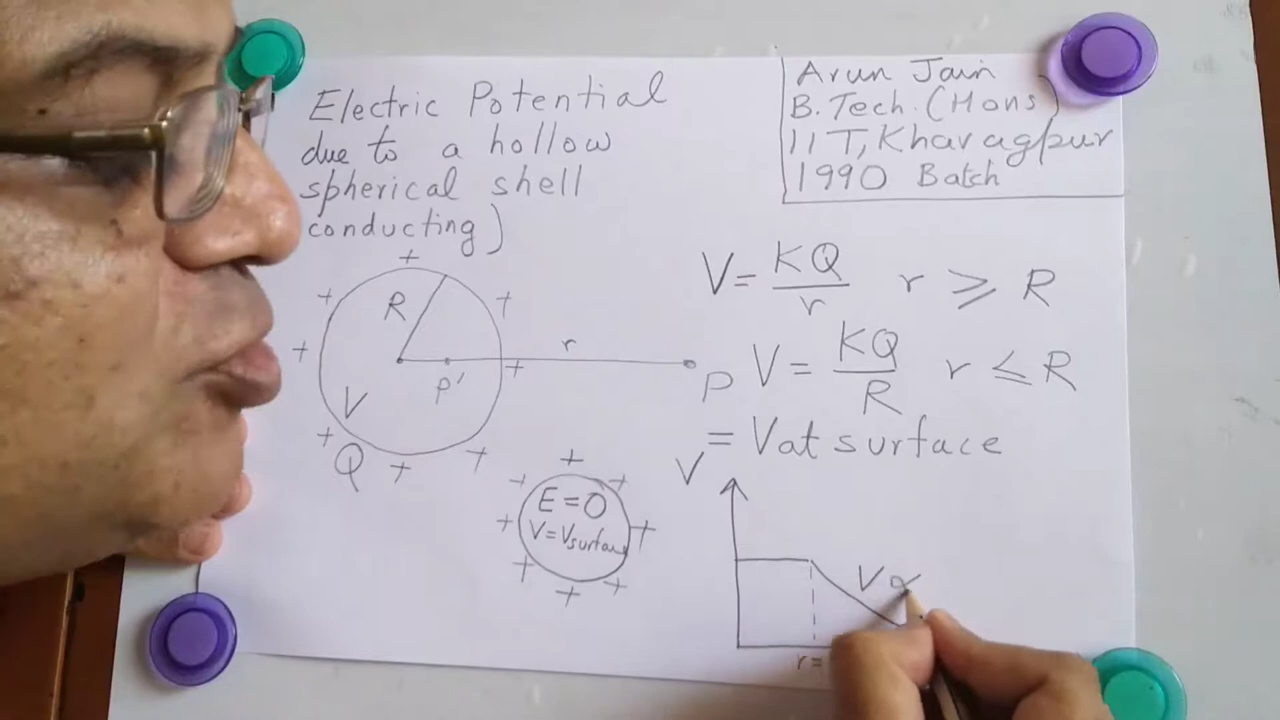 Electric Potential
due to a hollow
spherical shell
conducting)
Arun Jain
B.Tech.(Hons)
IIT, Kharagpur
1990 Batch
V = KQ/r r ⩾ R
V = KQ/R r ⩽ R
= V at surface
+ + + + + + + + +
R
r
P'
P
V
Q
+ + + + + + + +
E = 0
V = Vsurface
V
V ∝
r =